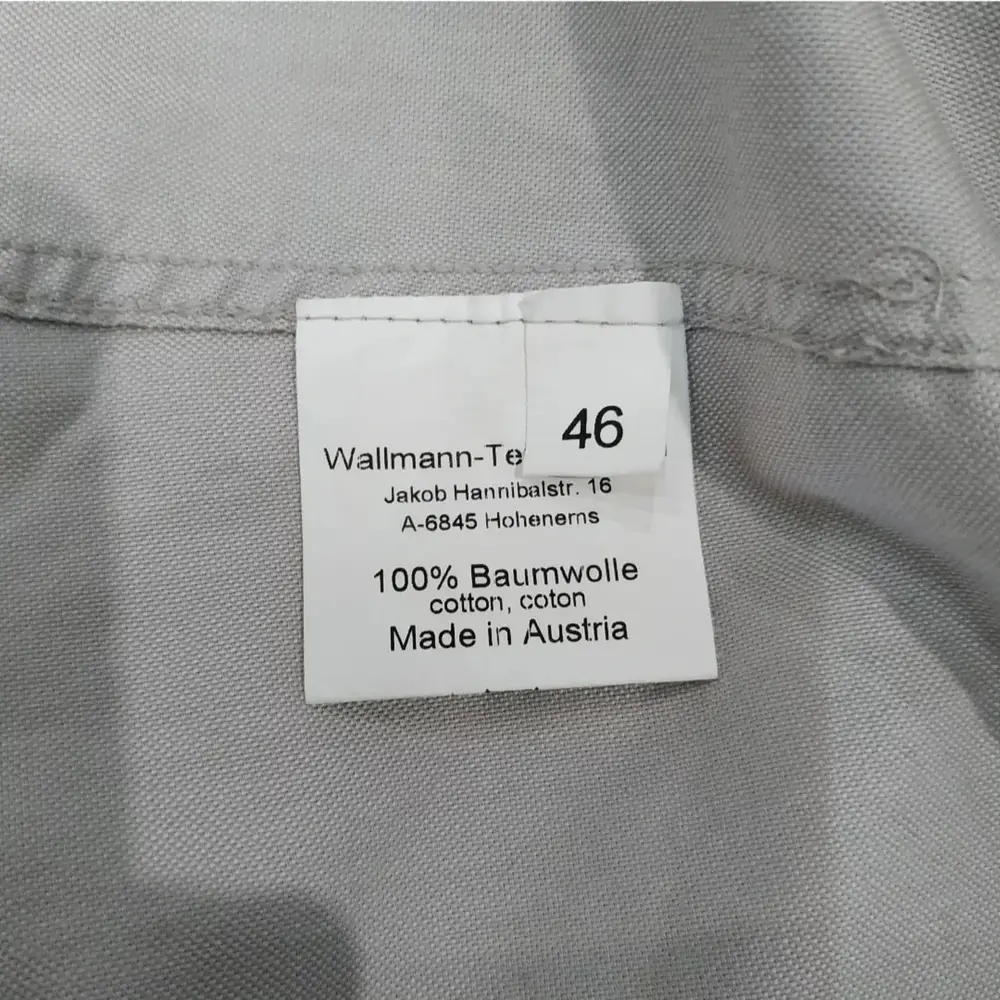 46
Wallmann-Te
Jakob Hannibalstr. 16
A-6845 Hohenems
100% Baumwolle
cotton, coton
Made in Austria